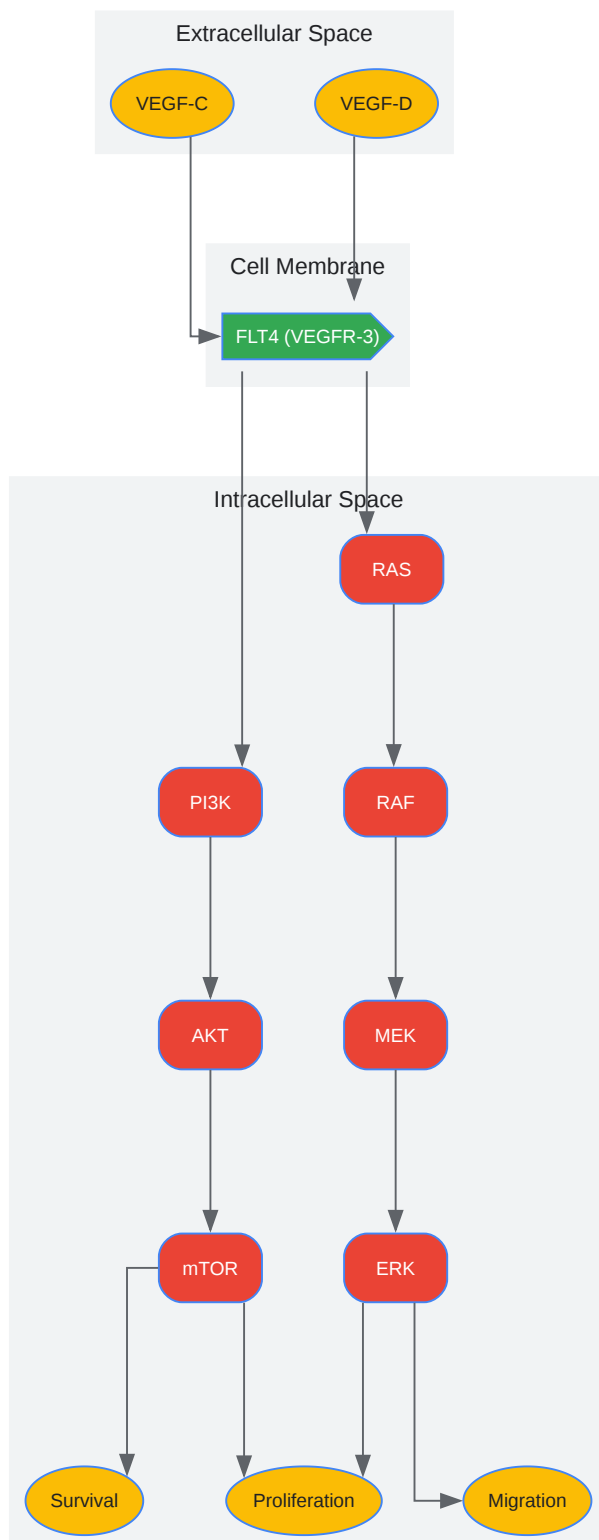 Extracellular Space
VEGF-C
VEGF-D
Cell Membrane
FLT4 (VEGFR-3)
Intracellular Space
RAS
PI3K
RAF
AKT
MEK
mTOR
ERK
Survival
Proliferation
Migration